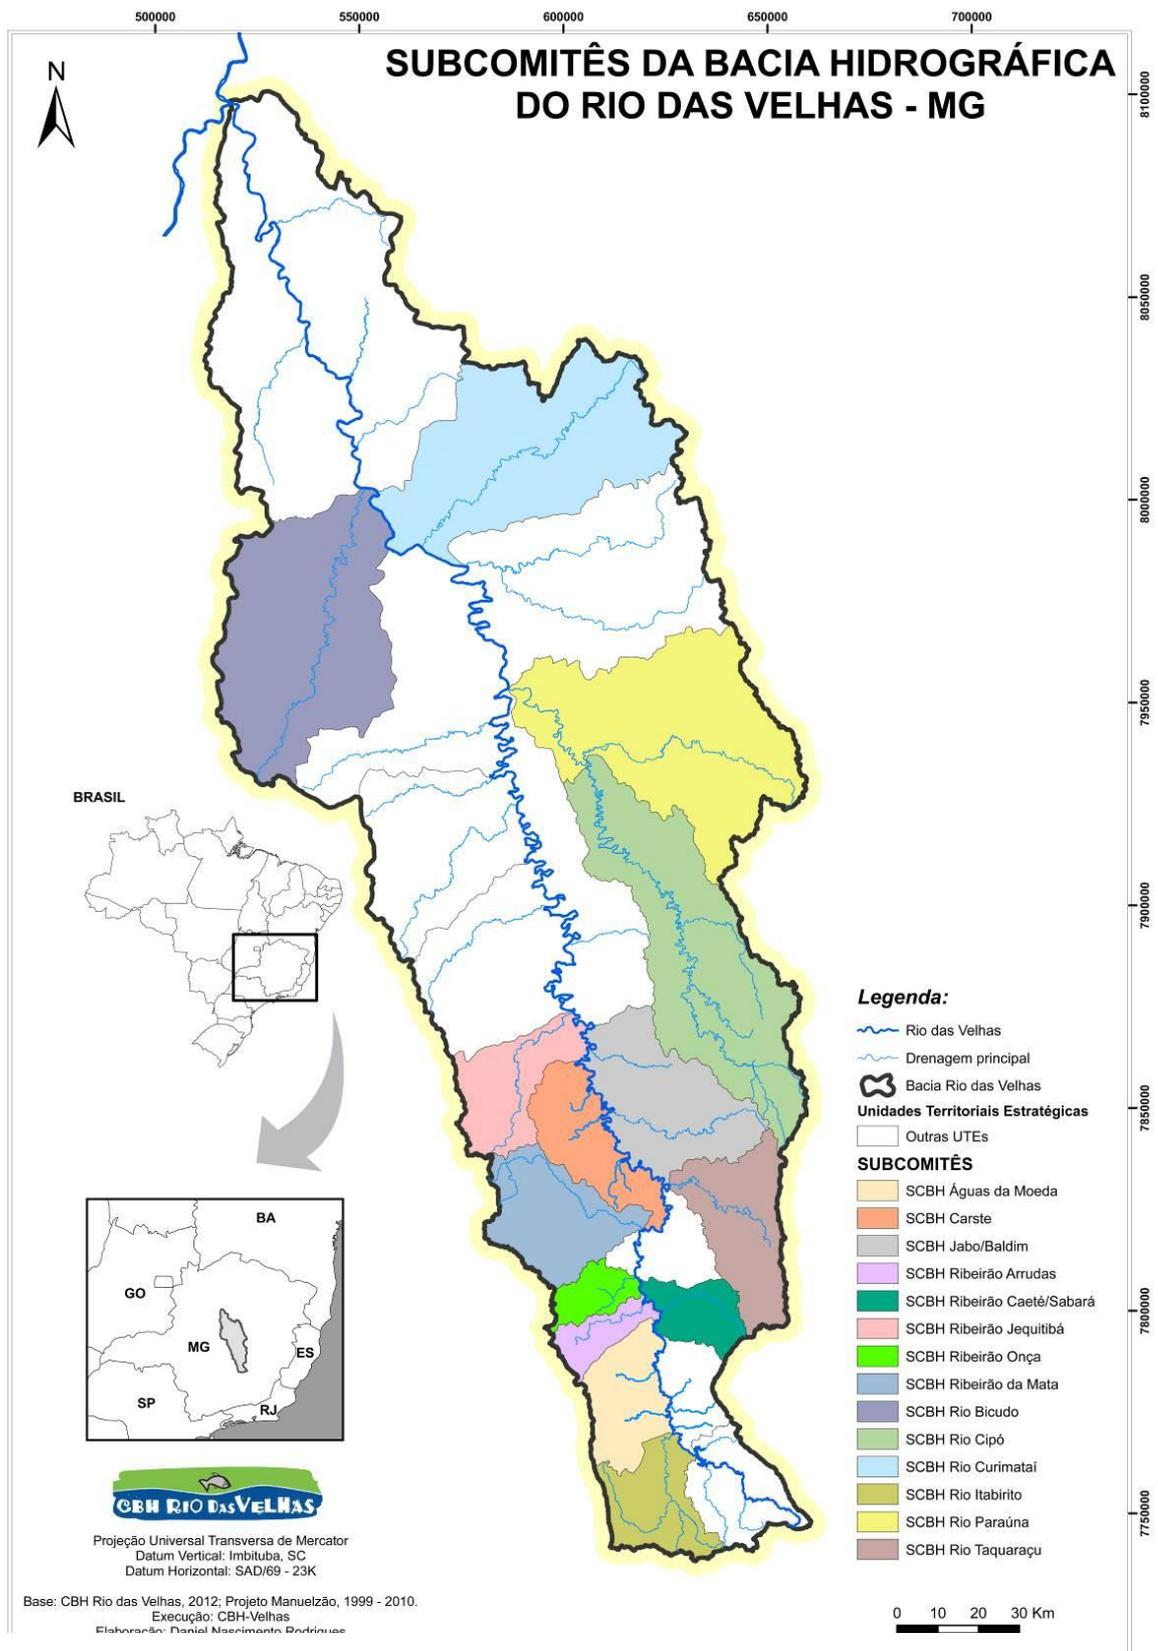 500000 550000 600000 650000 700000
SUBCOMITÊS DA BACIA HIDROGRÁFICA
DO RIO DAS VELHAS - MG
N
8100000
8050000
8000000
7950000
7900000
7850000
7800000
7750000
BRASIL
BA
GO
MG
ES
SP
RJ
CBH RIO DAS VELHAS
Projeção Universal Transversa de Mercator
Datum Vertical: Imbituba, SC
Datum Horizontal: SAD/69 - 23K
Base: CBH Rio das Velhas, 2012; Projeto Manuelzão, 1999 - 2010.
Execução: CBH-Velhas
Elaboração: Daniel Nascimento Rodrigues
Legenda:
Rio das Velhas
Drenagem principal
Bacia Rio das Velhas
Unidades Territoriais Estratégicas
Outras UTEs
SUBCOMITÊS
SCBH Águas da Moeda
SCBH Carste
SCBH Jabo/Baldim
SCBH Ribeirão Arrudas
SCBH Ribeirão Caeté/Sabará
SCBH Ribeirão Jequitibá
SCBH Ribeirão Onça
SCBH Ribeirão da Mata
SCBH Rio Bicudo
SCBH Rio Cipó
SCBH Rio Curimataí
SCBH Rio Itabirito
SCBH Rio Paraúna
SCBH Rio Taquaraçu
0 10 20 30 Km